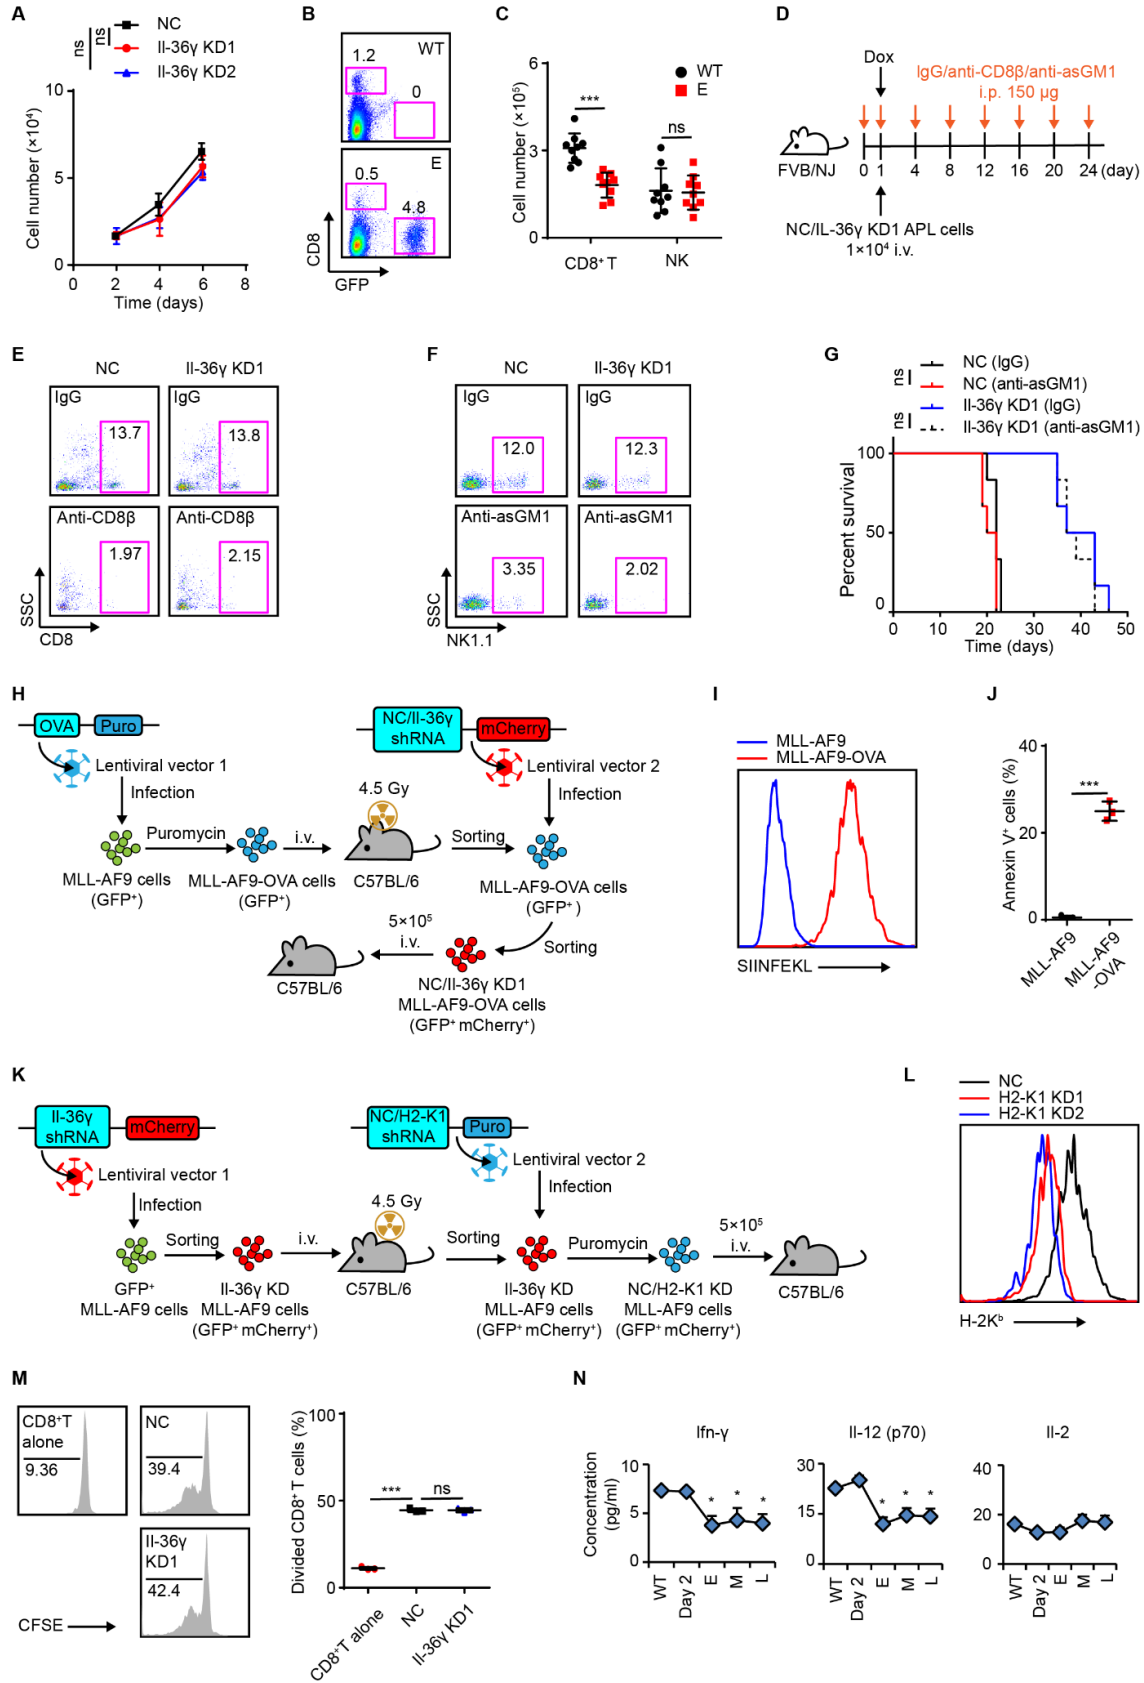 A
NC
Il-36γ KD1
Il-36γ KD2
ns
ns
Cell number (×10⁴)
10
5
0
0 2 4 6 8
Time (days)
B
1.2
WT
0
0.5
E
4.8
CD8
GFP
C
WT
E
Cell number (×10⁵)
6
3
0
***
ns
CD8⁺ T
NK
D
Dox
IgG/anti-CD8β/anti-asGM1
i.p. 150 μg
FVB/NJ
0 1 4 8 12 16 20 24 (day)
NC/IL-36γ KD1 APL cells
1×10⁴ i.v.
E
NC
Il-36γ KD1
IgG
13.7
IgG
13.8
Anti-CD8β
1.97
Anti-CD8β
2.15
SSC
CD8
F
NC
Il-36γ KD1
IgG
12.0
IgG
12.3
Anti-asGM1
3.35
Anti-asGM1
2.02
SSC
NK1.1
G
NC (IgG)
NC (anti-asGM1)
Il-36γ KD1 (IgG)
Il-36γ KD1 (anti-asGM1)
ns
ns
Percent survival
100
50
0
0 10 20 30 40 50
Time (days)
H
OVA
Puro
Lentiviral vector 1
Infection
Puromycin
MLL-AF9 cells
(GFP⁺)
MLL-AF9-OVA cells
(GFP⁺)
i.v.
4.5 Gy
C57BL/6
Sorting
NC/Il-36γ
shRNA
mCherry
Lentiviral vector 2
Infection
MLL-AF9-OVA cells
(GFP⁺ )
Sorting
NC/Il-36γ KD1
MLL-AF9-OVA cells
(GFP⁺ mCherry⁺)
5×10⁵
i.v.
C57BL/6
I
MLL-AF9
MLL-AF9-OVA
SIINFEKL
J
Annexin V⁺ cells (%)
40
20
0
***
MLL-AF9
MLL-AF9
-OVA
K
Il-36γ
shRNA
mCherry
Lentiviral vector 1
Infection
Sorting
GFP⁺
MLL-AF9 cells
Il-36γ KD
MLL-AF9 cells
(GFP⁺ mCherry⁺)
i.v.
4.5 Gy
C57BL/6
Sorting
NC/H2-K1
shRNA
Puro
Lentiviral vector 2
Infection
Il-36γ KD
MLL-AF9 cells
(GFP⁺ mCherry⁺)
Puromycin
NC/H2-K1 KD
MLL-AF9 cells
(GFP⁺ mCherry⁺)
5×10⁵
i.v.
C57BL/6
L
NC
H2-K1 KD1
H2-K1 KD2
H-2Kᵇ
M
CD8⁺T
alone
9.36
NC
39.4
Il-36γ
KD1
42.4
CFSE
Divided CD8⁺ T cells (%)
100
50
0
***
ns
CD8⁺T alone
NC
Il-36γ KD1
N
Ifn-γ
Concentration
(pg/ml)
10
5
0
* * *
WT
Day 2
E
M
L
Il-12 (p70)
30
15
0
* * *
WT
Day 2
E
M
L
Il-2
40
20
0
WT
Day 2
E
M
L